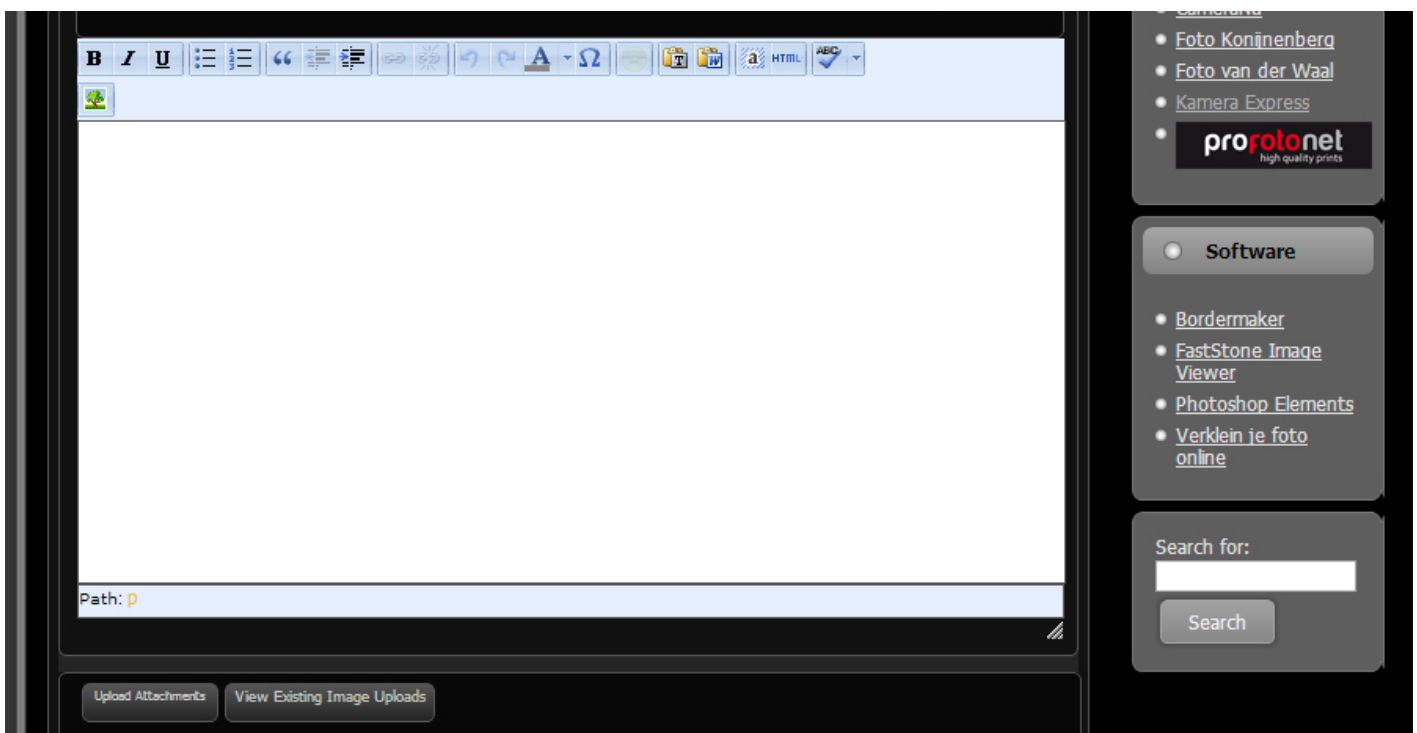 B I U “ A Ω T W a HTML ABC
Path: p
Upload Attachments View Existing Image Uploads
Foto Konijnenberg
Foto van der Waal
Kamera Express
profotonet
high quality prints
Software
Bordermaker
FastStone Image
Viewer
Photoshop Elements
Verklein je foto
online
Search for:
Search